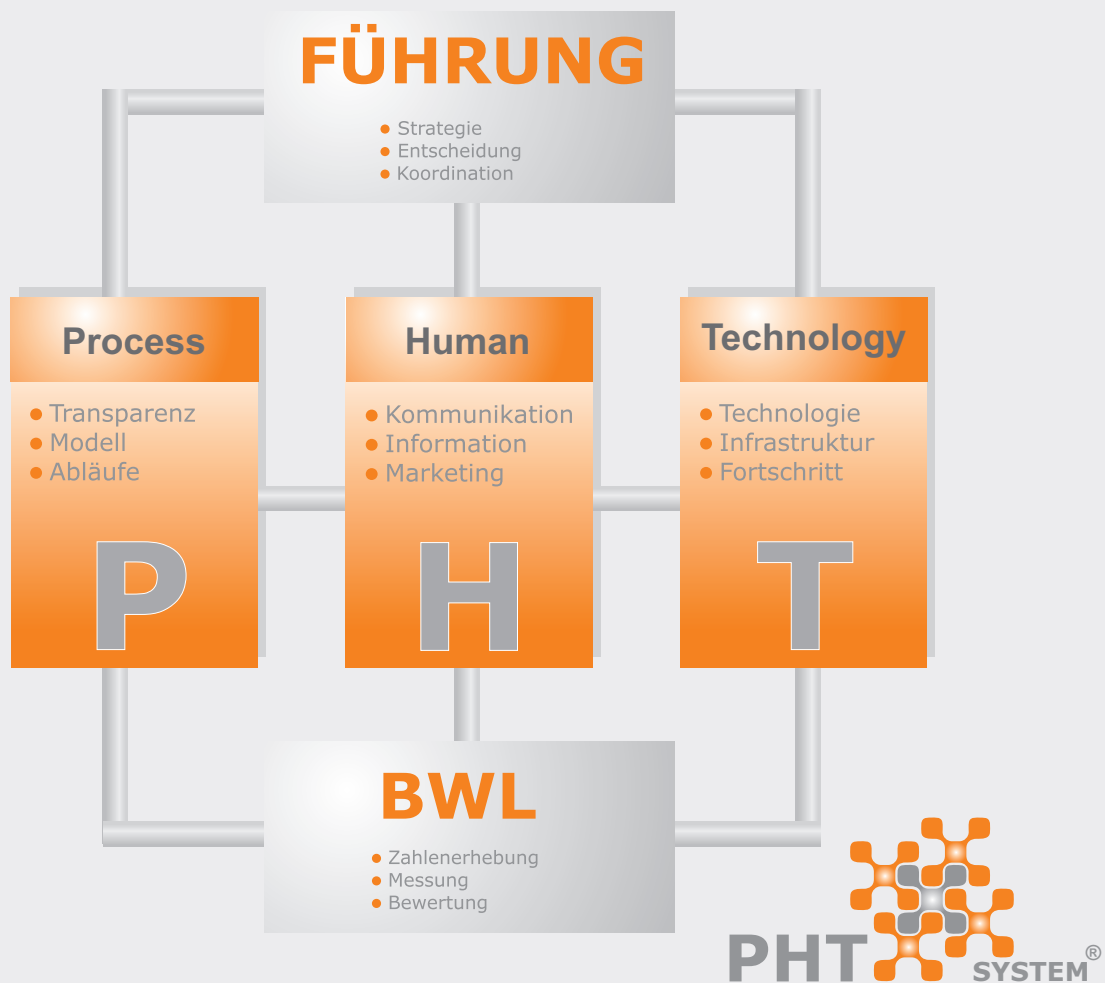 FÜHRUNG
● Strategie
● Entscheidung
● Koordination
Process
● Transparenz
● Modell
● Abläufe
P
Human
● Kommunikation
● Information
● Marketing
H
Technology
● Technologie
● Infrastruktur
● Fortschritt
T
BWL
● Zahlenerhebung
● Messung
● Bewertung
PHT SYSTEM®